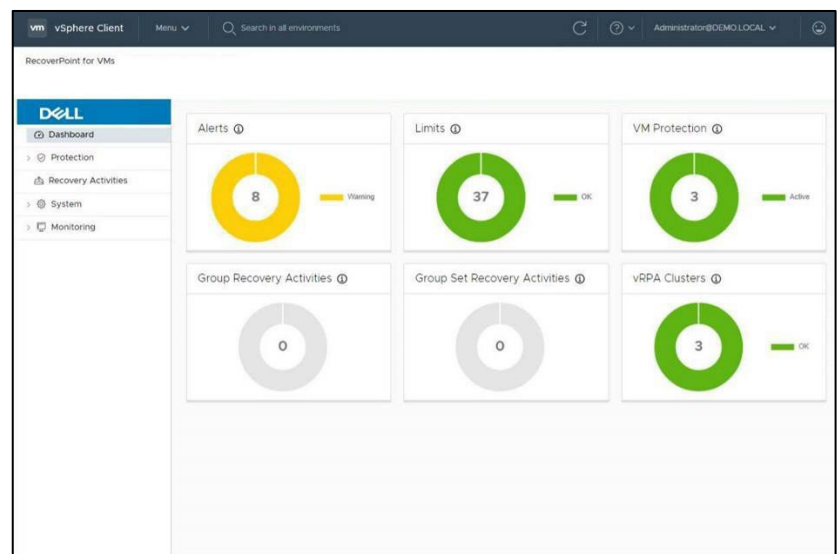 vm vSphere Client Menu Search in all environments Administrator@DEMO.LOCAL
RecoverPoint for VMs
DELL
Dashboard
Protection
Recovery Activities
System
Monitoring
Alerts
8
Warning
Limits
37
OK
VM Protection
3
Active
Group Recovery Activities
0
Group Set Recovery Activities
0
vRPA Clusters
3
OK